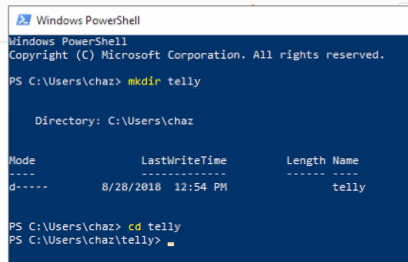 Windows PowerShell
Windows PowerShell
Copyright (C) Microsoft Corporation. All rights reserved.
PS C:\Users\chaz> mkdir telly
Directory: C:\Users\chaz
Mode LastWriteTime Length Name
---- ------------- ------ ----
d----- 8/28/2018 12:54 PM telly
PS C:\Users\chaz> cd telly
PS C:\Users\chaz\telly> _